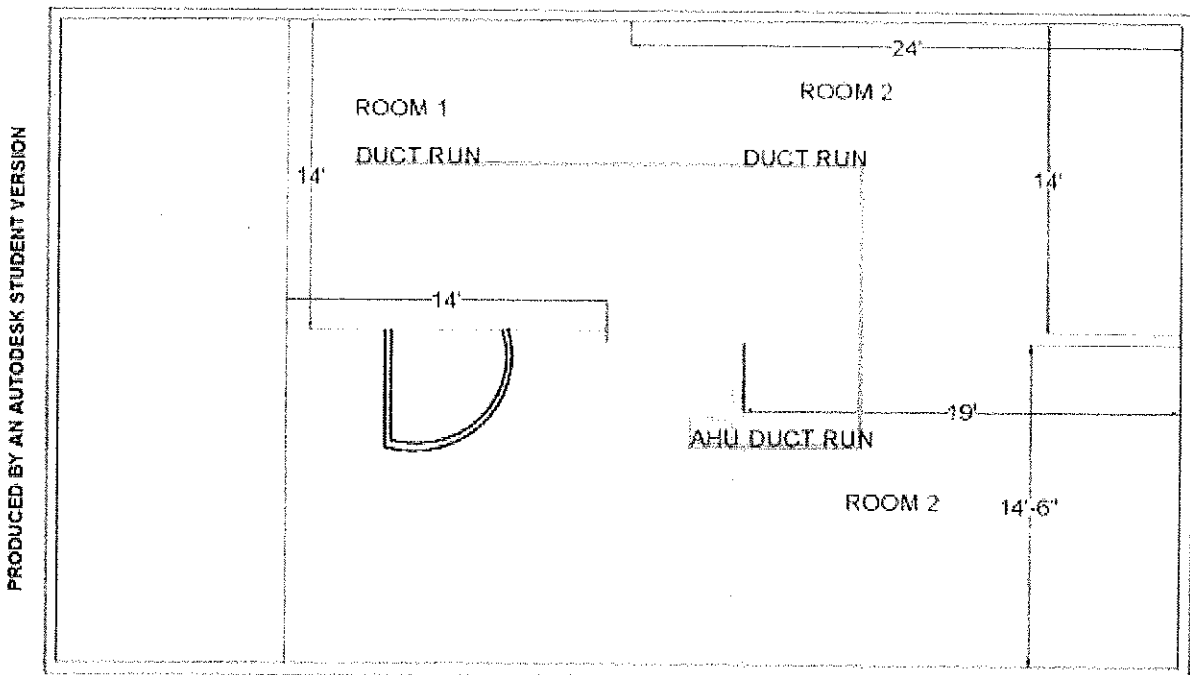 PRODUCED BY AN AUTODESK STUDENT VERSION
24'
ROOM 1
ROOM 2
DUCT RUN
DUCT RUN
14'
14'
14'
19'
AHU DUCT RUN
ROOM 2
14'-6"